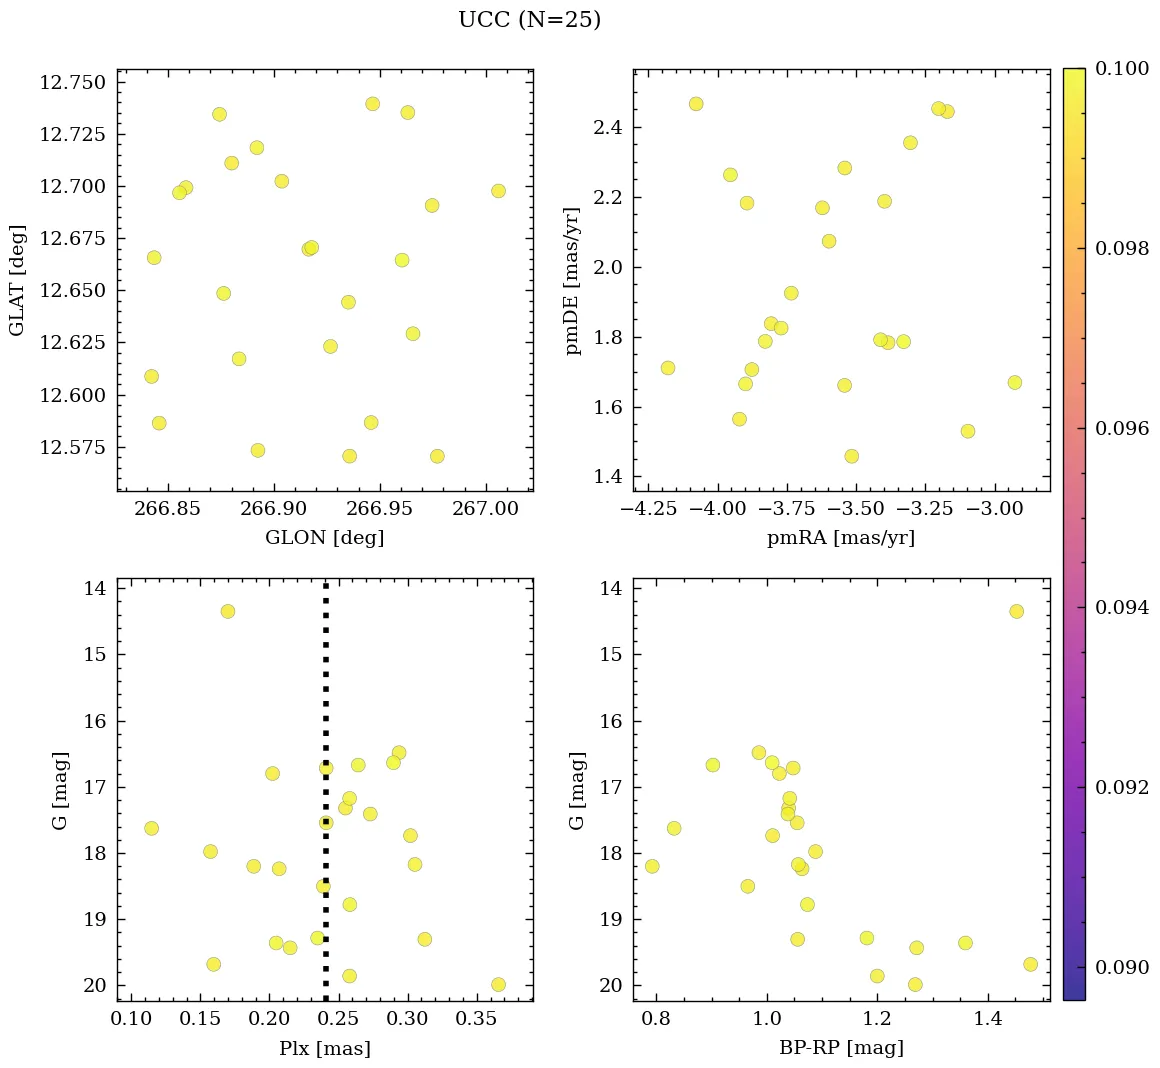 UCC (N=25)
12.750
12.725
12.700
12.675
12.650
12.625
12.600
12.575
GLAT [deg]
266.85 266.90 266.95 267.00
GLON [deg]
2.4
2.2
2.0
1.8
1.6
1.4
pmDE [mas/yr]
−4.25 −4.00 −3.75 −3.50 −3.25 −3.00
pmRA [mas/yr]
14
15
16
17
18
19
20
G [mag]
0.10 0.15 0.20 0.25 0.30 0.35
Plx [mas]
14
15
16
17
18
19
20
G [mag]
0.8 1.0 1.2 1.4
BP-RP [mag]
0.100
0.098
0.096
0.094
0.092
0.090